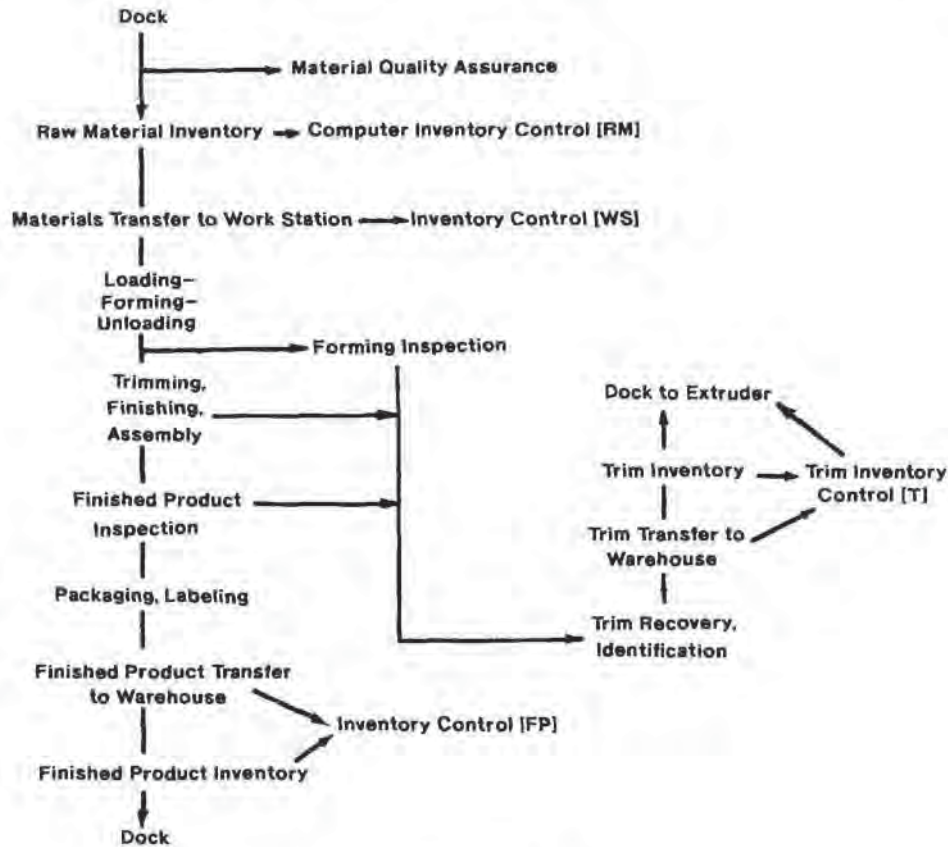 Dock
Material Quality Assurance
Raw Material Inventory
Computer Inventory Control [RM]
Materials Transfer to Work Station
Inventory Control [WS]
Loading–
Forming–
Unloading
Forming Inspection
Trimming,
Finishing,
Assembly
Finished Product
Inspection
Packaging, Labeling
Finished Product Transfer
to Warehouse
Inventory Control [FP]
Finished Product Inventory
Dock
Dock to Extruder
Trim Inventory
Trim Inventory
Control [T]
Trim Transfer to
Warehouse
Trim Recovery,
Identification